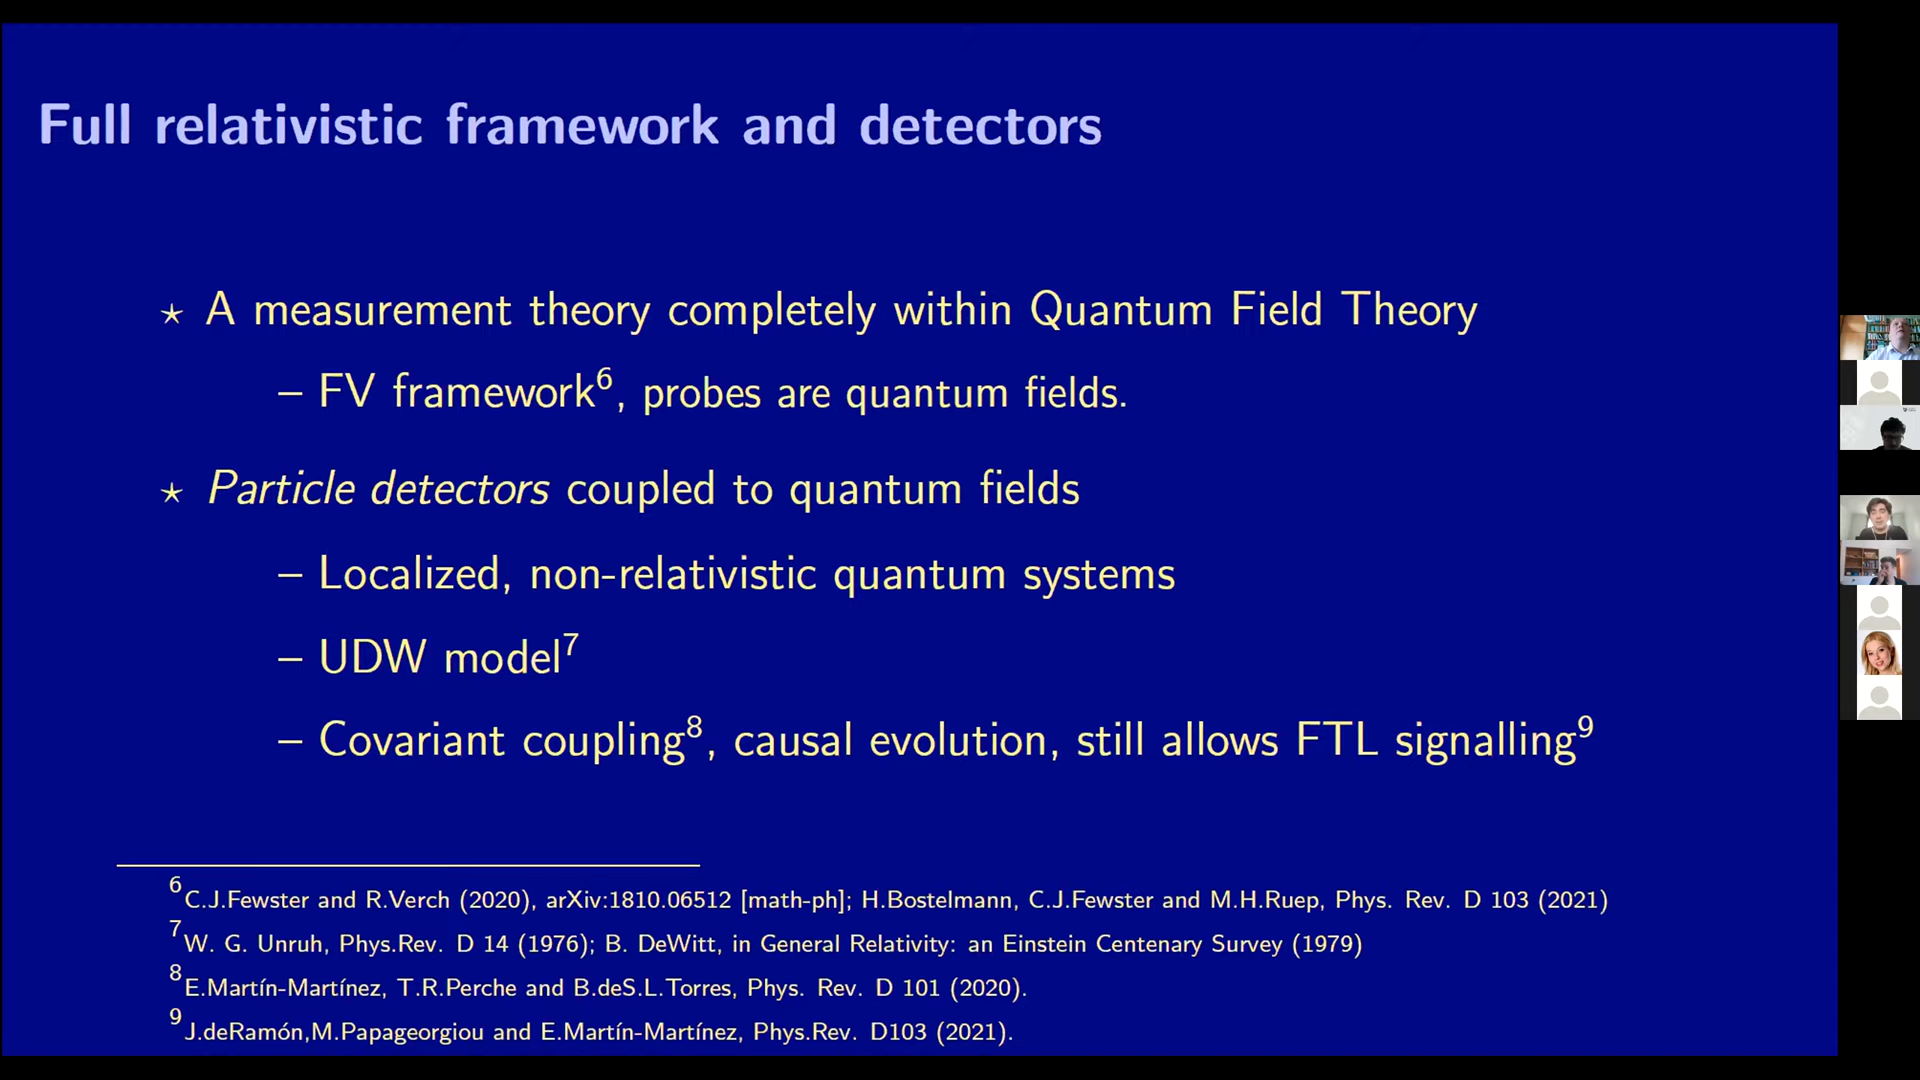 Full relativistic framework and detectors
⋆ A measurement theory completely within Quantum Field Theory
– FV framework⁶, probes are quantum fields.
⋆ Particle detectors coupled to quantum fields
– Localized, non-relativistic quantum systems
– UDW model⁷
– Covariant coupling⁸, causal evolution, still allows FTL signalling⁹
⁶C.J.Fewster and R.Verch (2020), arXiv:1810.06512 [math-ph]; H.Bostelmann, C.J.Fewster and M.H.Ruep, Phys. Rev. D 103 (2021)
⁷W. G. Unruh, Phys.Rev. D 14 (1976); B. DeWitt, in General Relativity: an Einstein Centenary Survey (1979)
⁸E.Martín-Martínez, T.R.Perche and B.deS.L.Torres, Phys. Rev. D 101 (2020).
⁹J.deRamón,M.Papageorgiou and E.Martín-Martínez, Phys.Rev. D103 (2021).